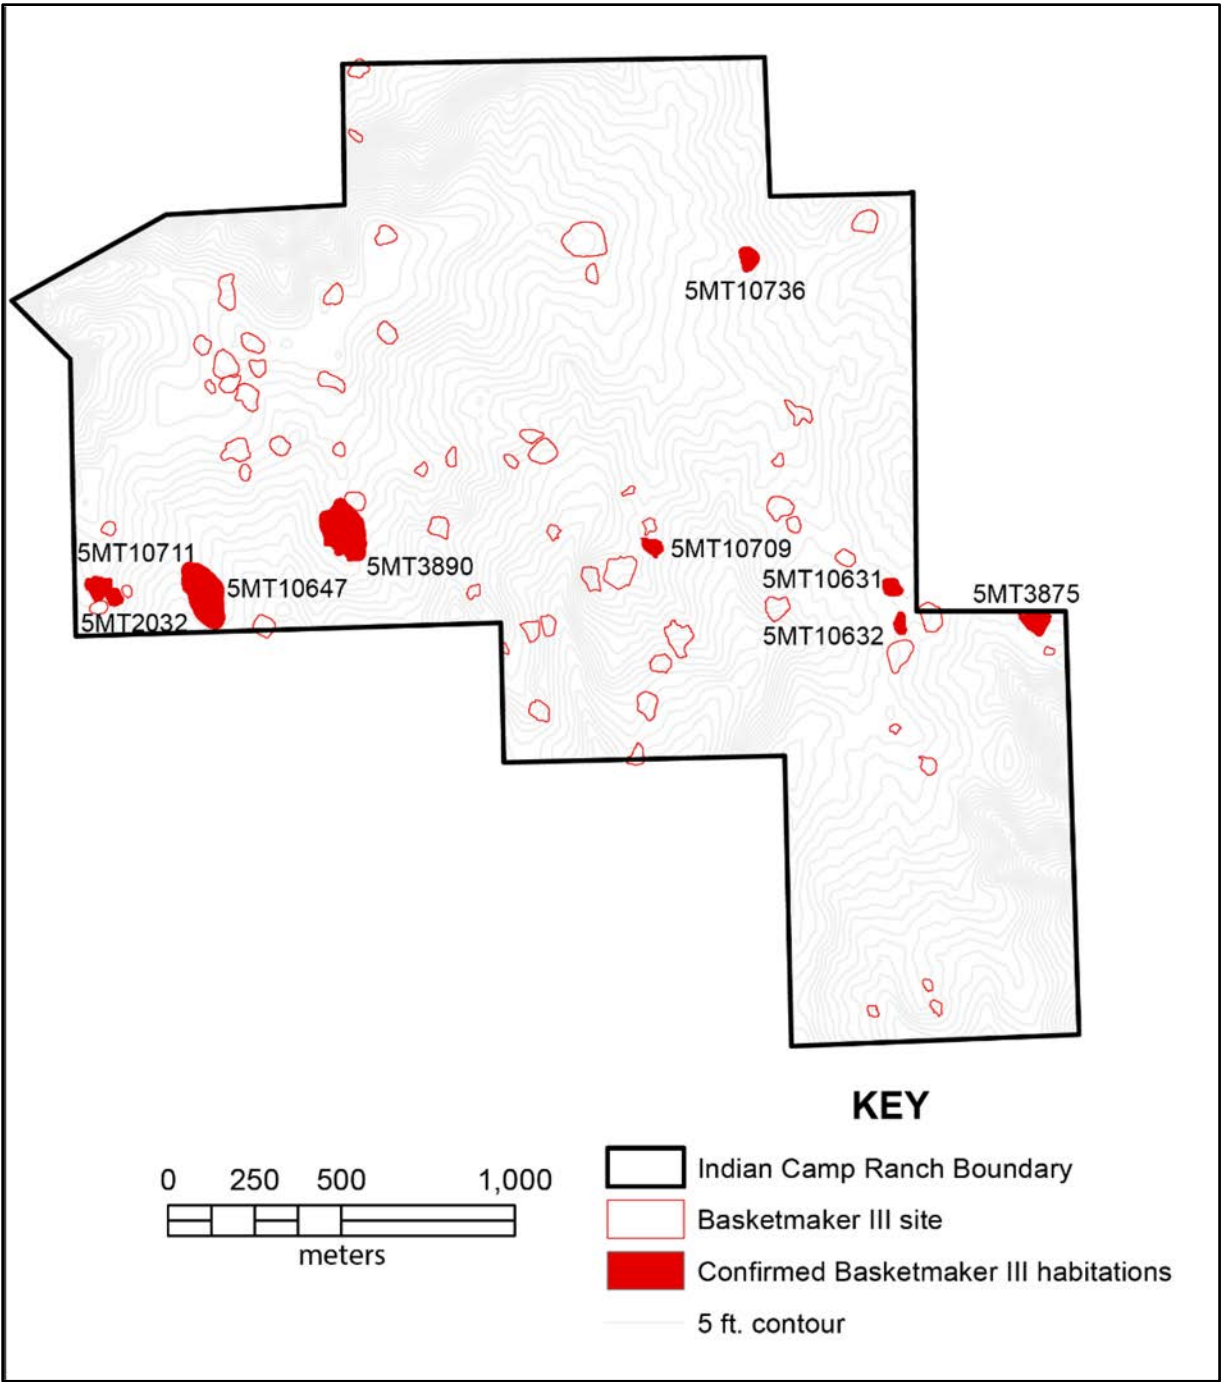 5MT10736
5MT10711
5MT10647
5MT2032
5MT3890
5MT10709
5MT10631
5MT10632
5MT3875
KEY
Indian Camp Ranch Boundary
Basketmaker III site
Confirmed Basketmaker III habitations
5 ft. contour
0 250 500 1,000
meters